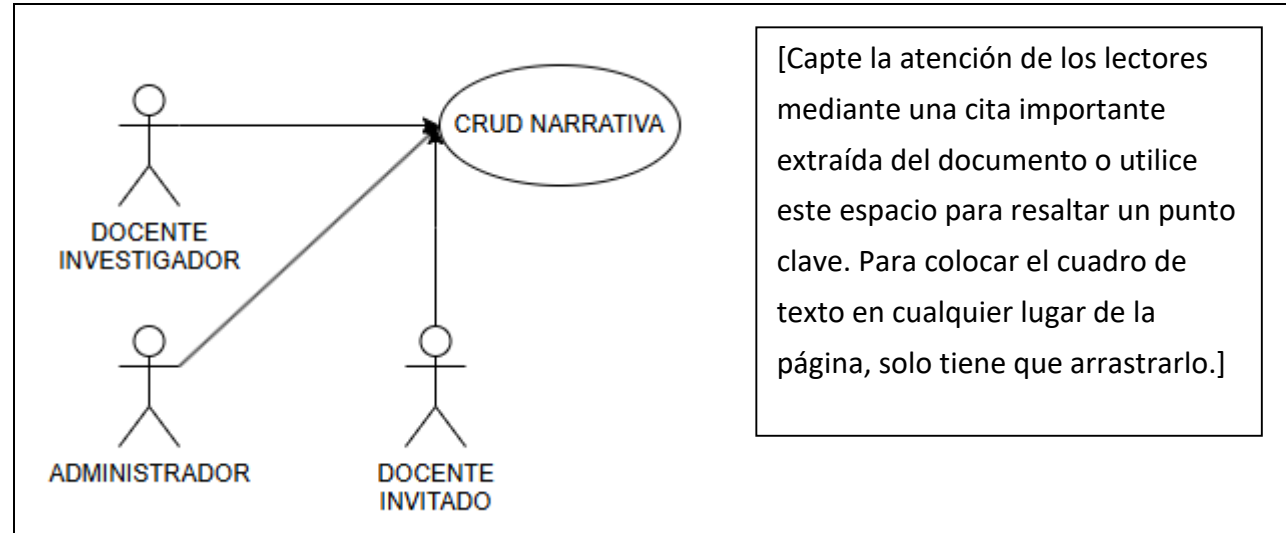 CRUD NARRATIVA
DOCENTE
INVESTIGADOR
ADMINISTRADOR
DOCENTE
INVITADO
[Capte la atención de los lectores
mediante una cita importante
extraída del documento o utilice
este espacio para resaltar un punto
clave. Para colocar el cuadro de
texto en cualquier lugar de la
página, solo tiene que arrastrarlo.]